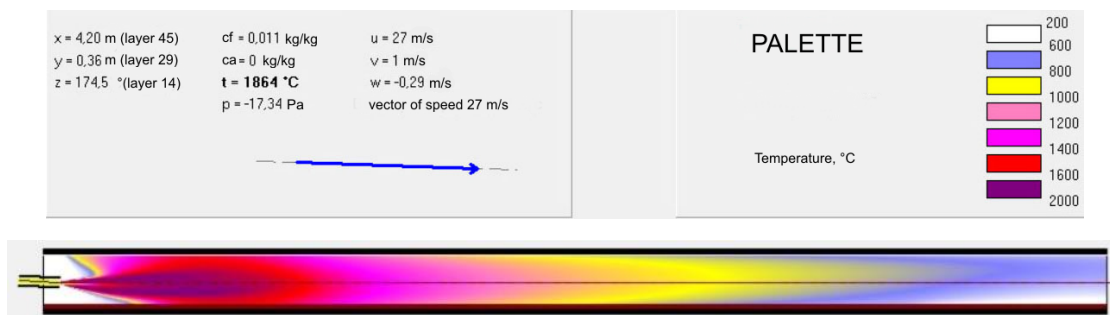 x = 4,20 m (layer 45)
y = 0,36 m (layer 29)
z = 174,5 °(layer 14)
cf = 0,011 kg/kg
ca = 0 kg/kg
t = 1864 °C
p = -17,34 Pa
u = 27 m/s
v = 1 m/s
w = -0,29 m/s
vector of speed 27 m/s
PALETTE
Temperature, °C
200
600
800
1000
1200
1400
1600
2000